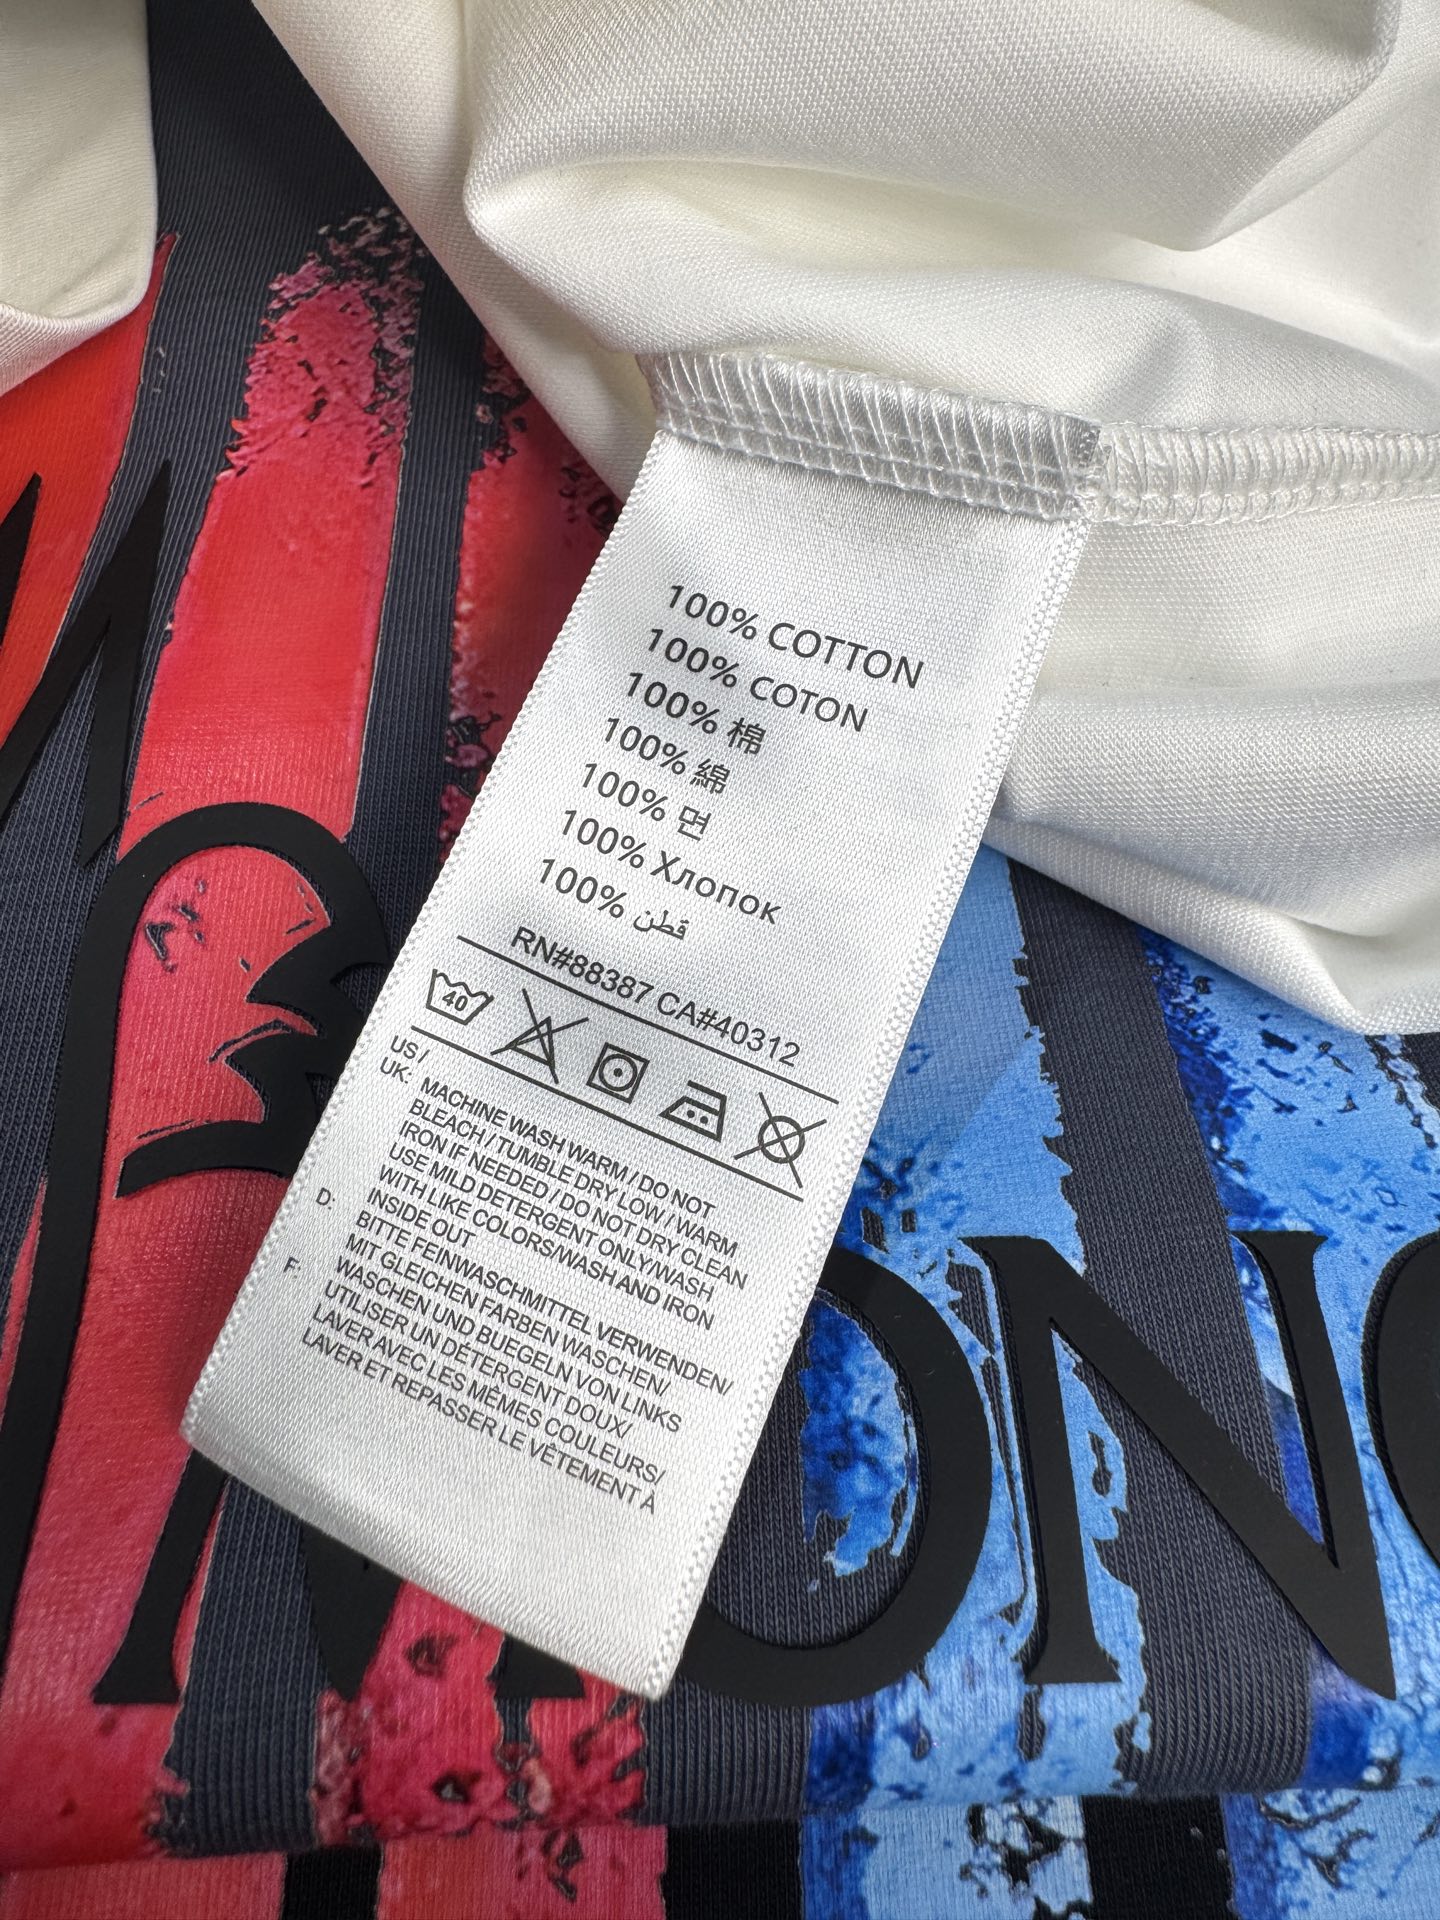 100% COTTON
100% COTON
100% 棉
100% 綿
100% 면
100% Хлопок
100% قطن
RN#88387 CA#40312
40
US /
UK: MACHINE WASH WARM / DO NOT
BLEACH / TUMBLE DRY LOW / WARM
IRON IF NEEDED / DO NOT DRY CLEAN
USE MILD DETERGENT ONLY/WASH
WITH LIKE COLORS/WASH AND IRON
INSIDE OUT
D: BITTE FEINWASCHMITTEL VERWENDEN/
MIT GLEICHEN FARBEN WASCHEN/
WASCHEN UND BUEGELN VON LINKS
F: UTILISER UN DÉTERGENT DOUX/
LAVER AVEC LES MÊMES COULEURS/
LAVER ET REPASSER LE VÊTEMENT À
MONC